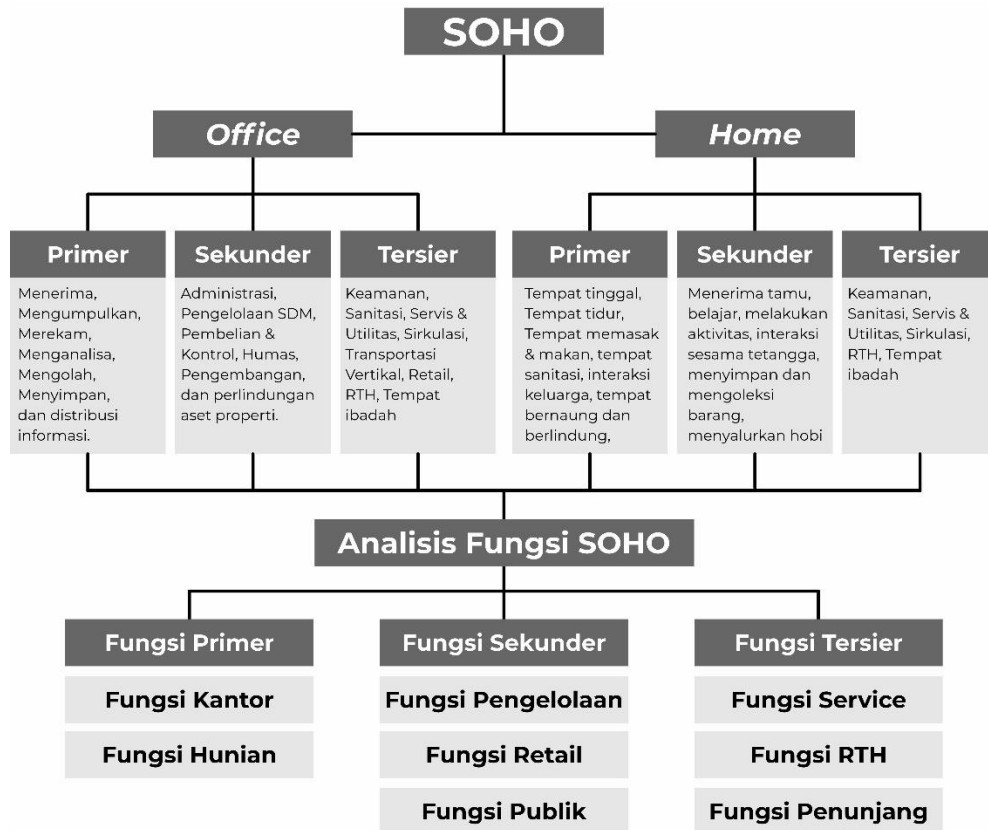 SOHO
Office
Home
Primer
Menerima,
Mengumpulkan,
Merekam,
Menganalisa,
Mengolah,
Menyimpan,
dan distribusi
informasi.
Sekunder
Administrasi,
Pengelolaan SDM,
Pembelian &
Kontrol, Humas,
Pengembangan,
dan perlindungan
aset properti.
Tersier
Keamanan,
Sanitasi, Servis &
Utilitas, Sirkulasi,
Transportasi
Vertikal, Retail,
RTH, Tempat
ibadah
Primer
Tempat tinggal,
Tempat tidur,
Tempat memasak
& makan, tempat
sanitasi, interaksi
keluarga, tempat
bernaung dan
berlindung,
Sekunder
Menerima tamu,
belajar, melakukan
aktivitas, interaksi
sesama tetangga,
menyimpan dan
mengoleksi
barang,
menyalurkan hobi
Tersier
Keamanan,
Sanitasi, Servis &
Utilitas, Sirkulasi,
RTH, Tempat
ibadah
Analisis Fungsi SOHO
Fungsi Primer
Fungsi Kantor
Fungsi Hunian
Fungsi Sekunder
Fungsi Pengelolaan
Fungsi Retail
Fungsi Publik
Fungsi Tersier
Fungsi Service
Fungsi RTH
Fungsi Penunjang